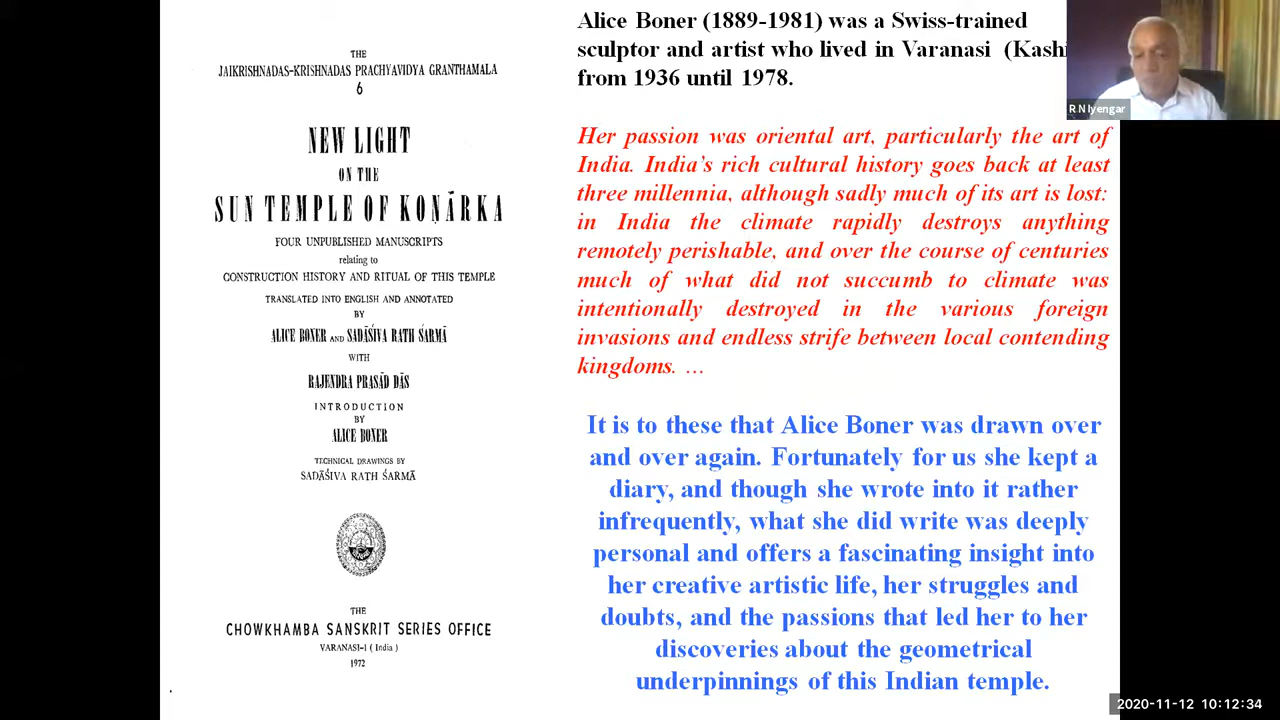 THE
JAIKRISHNADAS-KRISHNADAS PRACHYAVIDYA GRANTHAMALA
6
NEW LIGHT
ON THE
SUN TEMPLE OF KOṆĀRKA
FOUR UNPUBLISHED MANUSCRIPTS
relating to
CONSTRUCTION HISTORY AND RITUAL OF THIS TEMPLE
TRANSLATED INTO ENGLISH AND ANNOTATED
BY
ALICE BONER AND SADĀŚIVA RATH ŚARMĀ
WITH
RAJENDRA PRASĀD DĀS
INTRODUCTION
BY
ALICE BONER
TECHNICAL DRAWINGS BY
SADĀŚIVA RATH ŚARMĀ
THE
CHOWKHAMBA SANSKRIT SERIES OFFICE
VARANASI-1 ( India )
1972
Alice Boner (1889-1981) was a Swiss-trained
sculptor and artist who lived in Varanasi (Kashi
from 1936 until 1978.
Her passion was oriental art, particularly the art of
India. India's rich cultural history goes back at least
three millennia, although sadly much of its art is lost:
in India the climate rapidly destroys anything
remotely perishable, and over the course of centuries
much of what did not succumb to climate was
intentionally destroyed in the various foreign
invasions and endless strife between local contending
kingdoms. …
It is to these that Alice Boner was drawn over
and over again. Fortunately for us she kept a
diary, and though she wrote into it rather
infrequently, what she did write was deeply
personal and offers a fascinating insight into
her creative artistic life, her struggles and
doubts, and the passions that led her to her
discoveries about the geometrical
underpinnings of this Indian temple.
R N Iyengar
2020-11-12 10:12:34